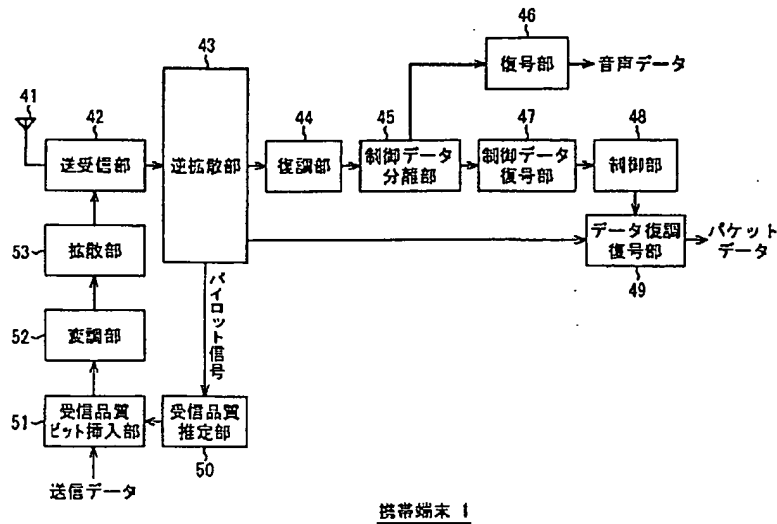 46
復号部
音声データ
43
41
42
送受信部
逆拡散部
44
復調部
45
制御データ
分離部
47
制御データ
復号部
48
制御部
データ復調
復号部
49
パケット
データ
53
拡散部
パイロット信号
52
変調部
51
受信品質
ビット挿入部
受信品質
推定部
50
送信データ
携帯端末 1